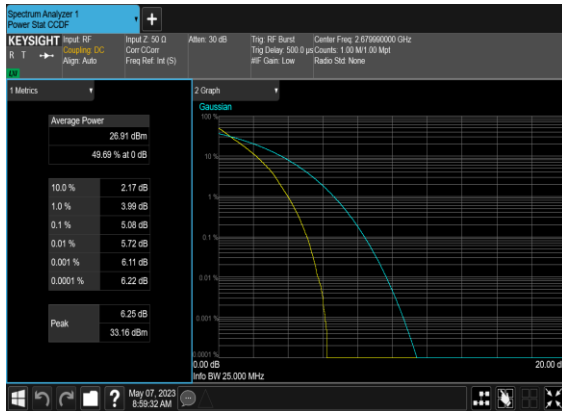 Spectrum Analyzer 1
Power Stat CCDF
+
KEYSIGHT
R T
LXI
Input: RF
Coupling: DC
Align: Auto
Input Z: 50 Ω
Corr CCorr
Freq Ref: Int (S)
Atten: 30 dB
Trig: RF Burst
Trig Delay: 500.0 µs
#IF Gain: Low
Center Freq: 2.679990000 GHz
Counts: 1.00 M/1.00 Mpt
Radio Std: None
1 Metrics
Average Power
26.91 dBm
49.69 % at 0 dB
10.0 % 2.17 dB
1.0 % 3.99 dB
0.1 % 5.08 dB
0.01 % 5.72 dB
0.001 % 6.11 dB
0.0001 % 6.22 dB
Peak
6.25 dB
33.16 dBm
2 Graph
Gaussian
100 %
10 %
1 %
0.1 %
0.01 %
0.001 %
0.0001 %
0.00 dB
20.00 d
Info BW 25.000 MHz
?
May 07, 2023
8:59:32 AM